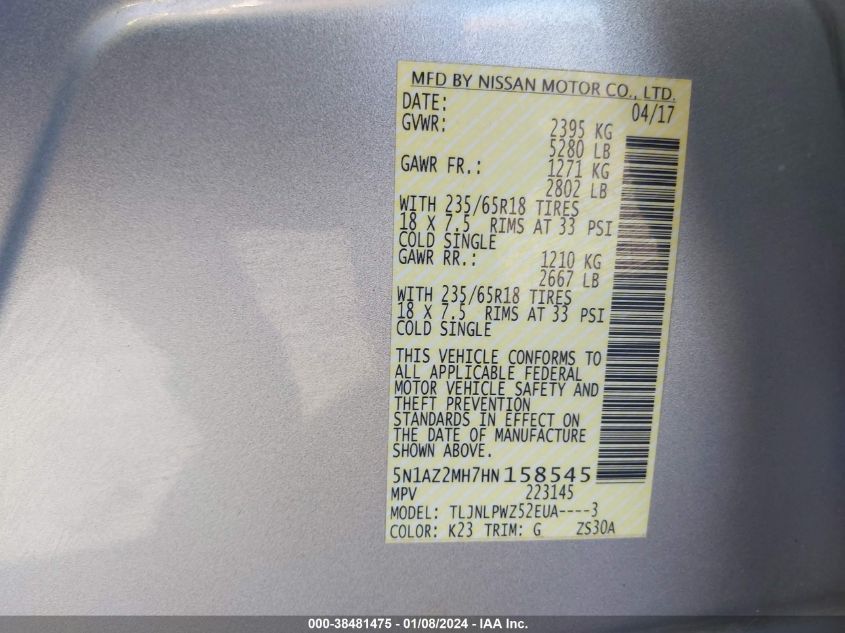 MFD BY NISSAN MOTOR CO., LTD.
DATE: 04/17
GVWR: 2395 KG
5280 LB
GAWR FR.: 1271 KG
2802 LB
WITH 235/65R18 TIRES
18 X 7.5 RIMS AT 33 PSI
COLD SINGLE
GAWR RR.: 1210 KG
2667 LB
WITH 235/65R18 TIRES
18 X 7.5 RIMS AT 33 PSI
COLD SINGLE
THIS VEHICLE CONFORMS TO
ALL APPLICABLE FEDERAL
MOTOR VEHICLE SAFETY AND
THEFT PREVENTION
STANDARDS IN EFFECT ON
THE DATE OF MANUFACTURE
SHOWN ABOVE.
5N1AZ2MH7HN158545
MPV 223145
MODEL: TLJNLPWZ52EUA----3
COLOR: K23 TRIM: G ZS30A
000-38481475 - 01/08/2024 - IAA Inc.